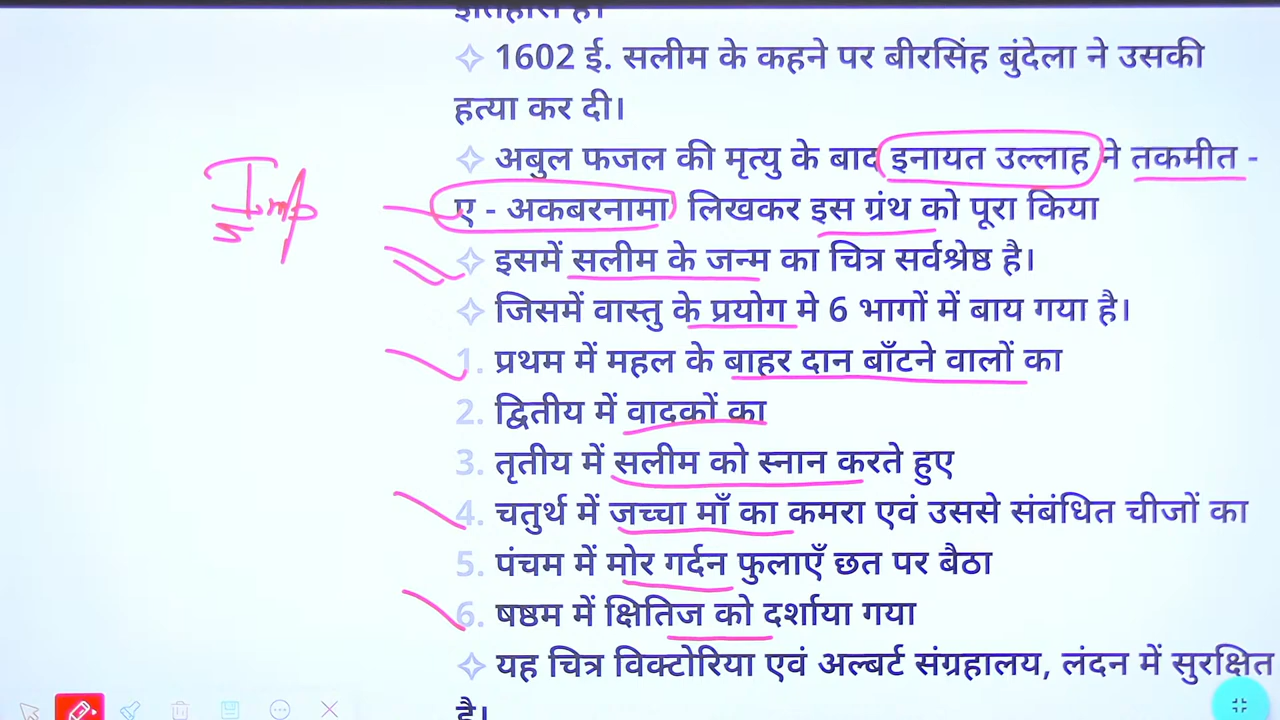 इतिहास है।
✧ 1602 ई. सलीम के कहने पर बीरसिंह बुंदेला ने उसकी
हत्या कर दी।
✧ अबुल फजल की मृत्यु के बाद इनायत उल्लाह ने तकमीत -
Imp ए - अकबरनामा लिखकर इस ग्रंथ को पूरा किया
✧ इसमें सलीम के जन्म का चित्र सर्वश्रेष्ठ है।
✧ जिसमें वास्तु के प्रयोग मे 6 भागों में बाय गया है।
1. प्रथम में महल के बाहर दान बाँटने वालों का
2. द्वितीय में वादकों का
3. तृतीय में सलीम को स्नान करते हुए
4. चतुर्थ में जच्चा माँ का कमरा एवं उससे संबंधित चीजों का
5. पंचम में मोर गर्दन फुलाएँ छत पर बैठा
6. षष्ठम में क्षितिज को दर्शाया गया
✧ यह चित्र विक्टोरिया एवं अल्बर्ट संग्रहालय, लंदन में सुरक्षित
है।